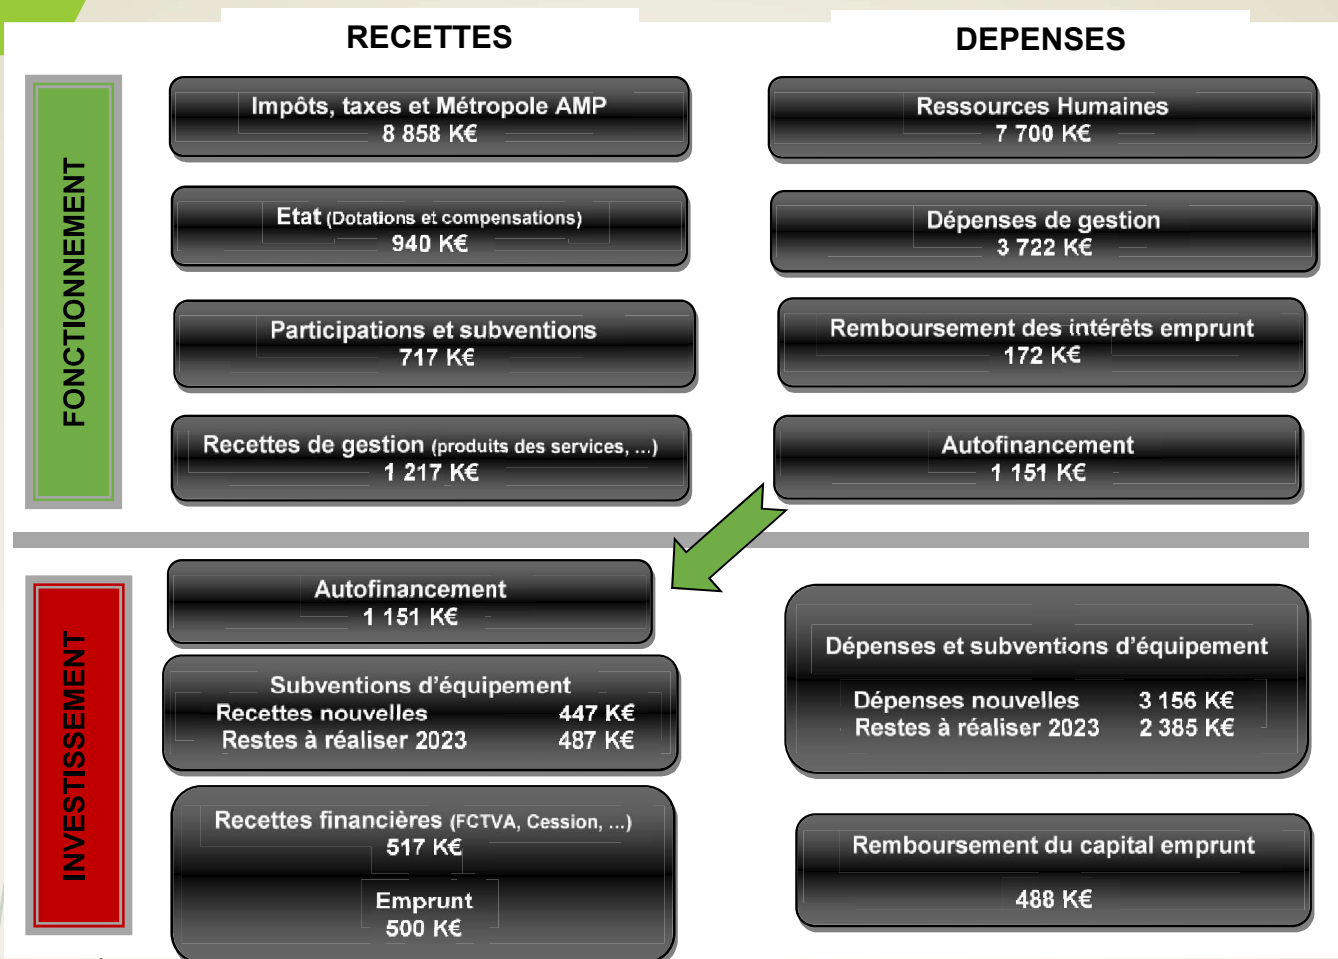 RECETTES
DEPENSES
FONCTIONNEMENT
Impôts, taxes et Métropole AMP
8 858 K€
Etat (Dotations et compensations)
940 K€
Participations et subventions
717 K€
Recettes de gestion (produits des services, ...)
1 217 K€
Ressources Humaines
7 700 K€
Dépenses de gestion
3 722 K€
Remboursement des intérêts emprunt
172 K€
Autofinancement
1 151 K€
INVESTISSEMENT
Autofinancement
1 151 K€
Subventions d'équipement
Recettes nouvelles 447 K€
Restes à réaliser 2023 487 K€
Recettes financières (FCTVA, Cession, ...)
517 K€
Emprunt
500 K€
Dépenses et subventions d'équipement
Dépenses nouvelles 3 156 K€
Restes à réaliser 2023 2 385 K€
Remboursement du capital emprunt
488 K€